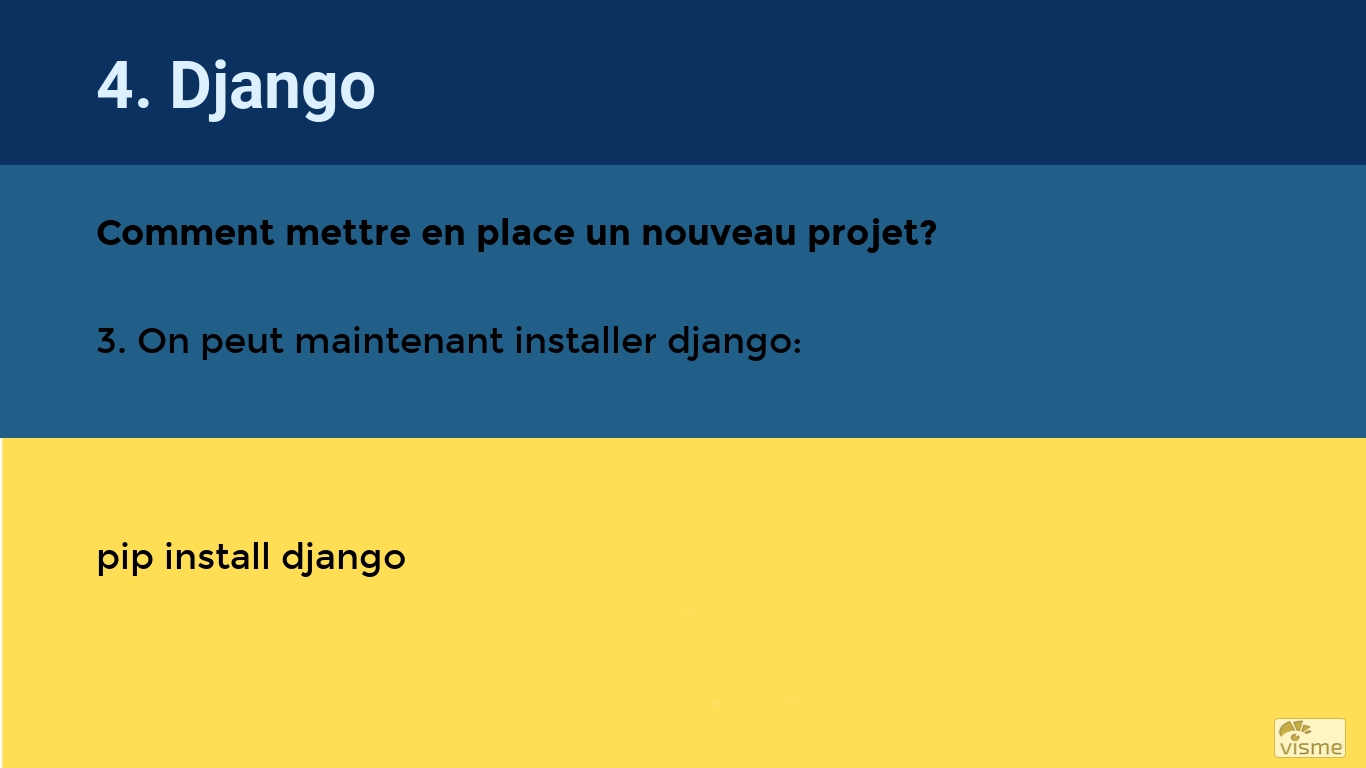 4. Django
Comment mettre en place un nouveau projet?
3. On peut maintenant installer django:
pip install django
visme